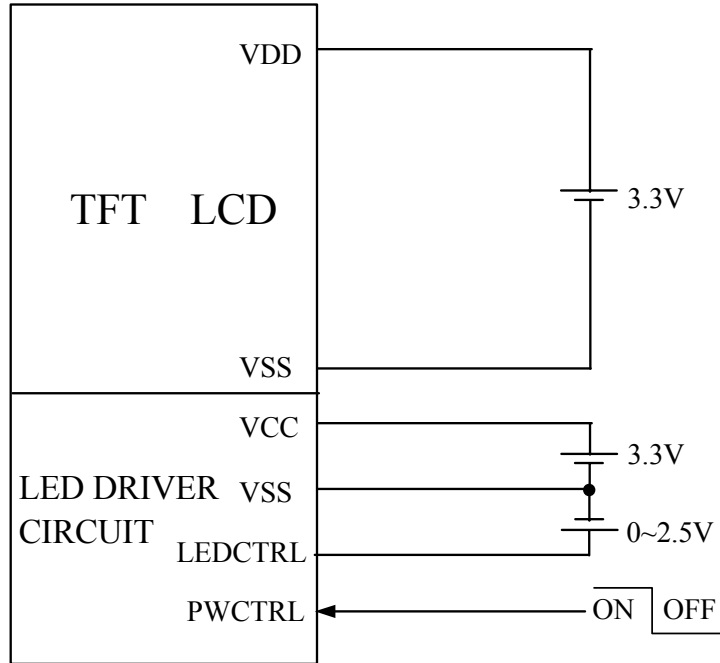 VDD
TFT LCD
3.3V
VSS
VCC
3.3V
LED DRIVER
CIRCUIT
VSS
0~2.5V
LEDCTRL
PWCTRL
ON
OFF